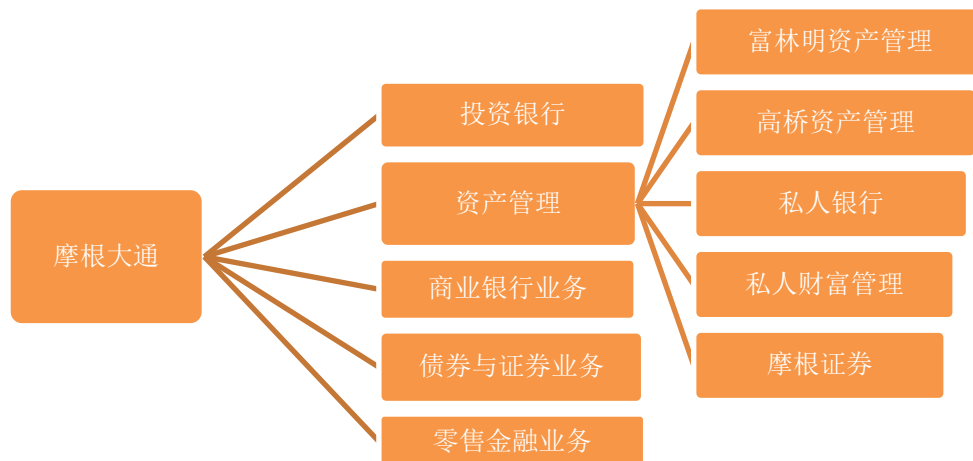 摩根大通
投资银行
资产管理
商业银行业务
债券与证券业务
零售金融业务
富林明资产管理
高桥资产管理
私人银行
私人财富管理
摩根证券